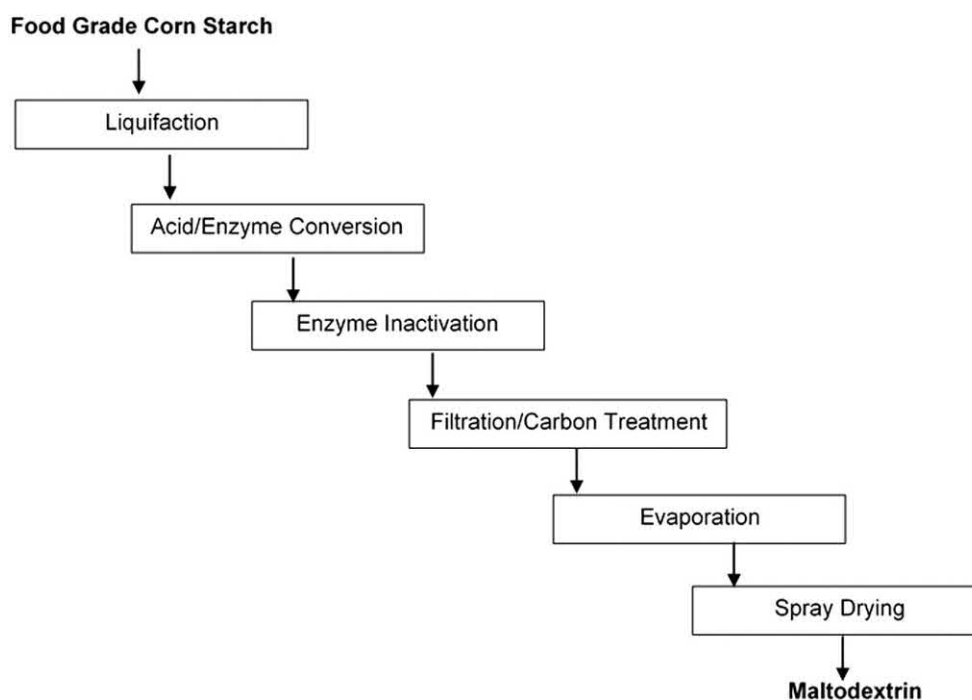 Food Grade Corn Starch
Liquifaction
Acid/Enzyme Conversion
Enzyme Inactivation
Filtration/Carbon Treatment
Evaporation
Spray Drying
Maltodextrin